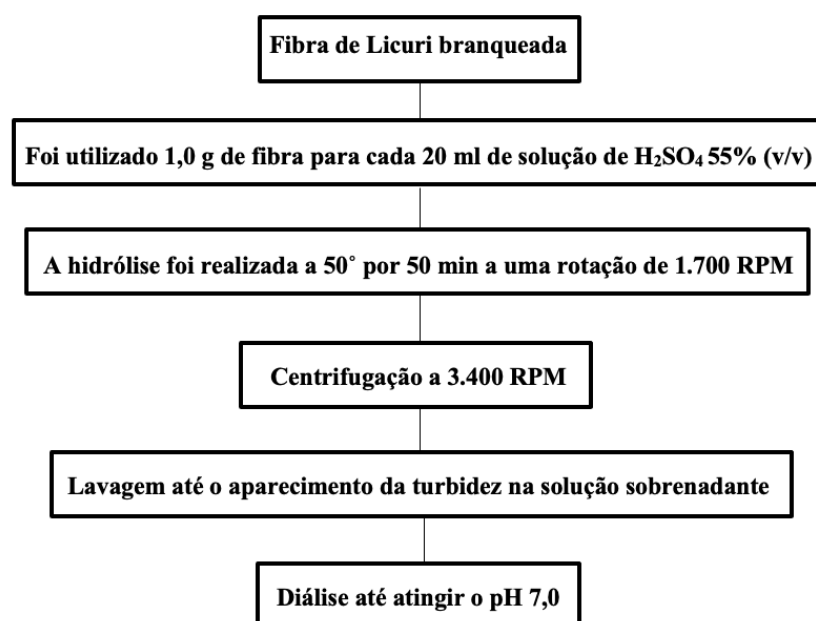 Fibra de Licuri branqueada
Foi utilizado 1,0 g de fibra para cada 20 ml de solução de H₂SO₄ 55% (v/v)
A hidrólise foi realizada a 50˚ por 50 min a uma rotação de 1.700 RPM
Centrifugação a 3.400 RPM
Lavagem até o aparecimento da turbidez na solução sobrenadante
Diálise até atingir o pH 7,0